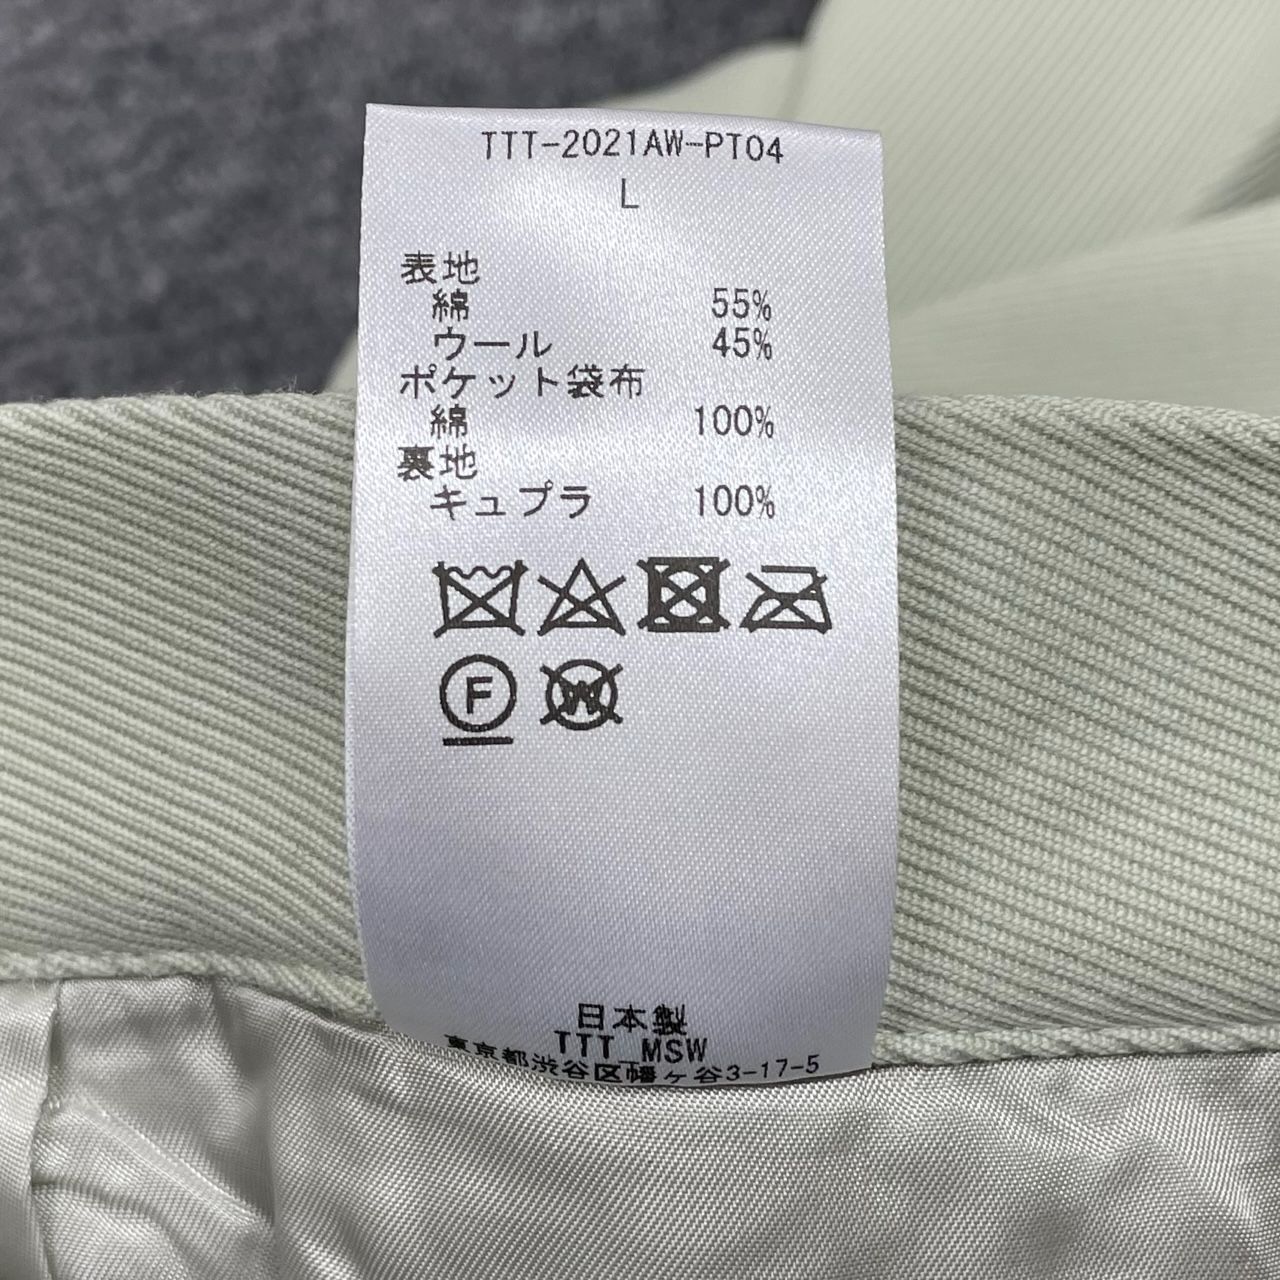 TTT-2021AW-PT04
L
表地
綿 55%
ウール 45%
ポケット袋布
綿 100%
裏地
キュプラ 100%
F W
日本製
TTT_MSW
東京都渋谷区幡ヶ谷3-17-5